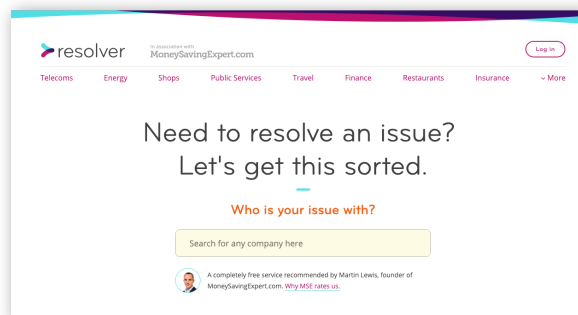 resolver
In association with
MoneySavingExpert.com
Log in
Telecoms Energy Shops Public Services Travel Finance Restaurants Insurance More
Need to resolve an issue?
Let's get this sorted.
Who is your issue with?
Search for any company here
A completely free service recommended by Martin Lewis, founder of
MoneySavingExpert.com. Why MSE rates us.